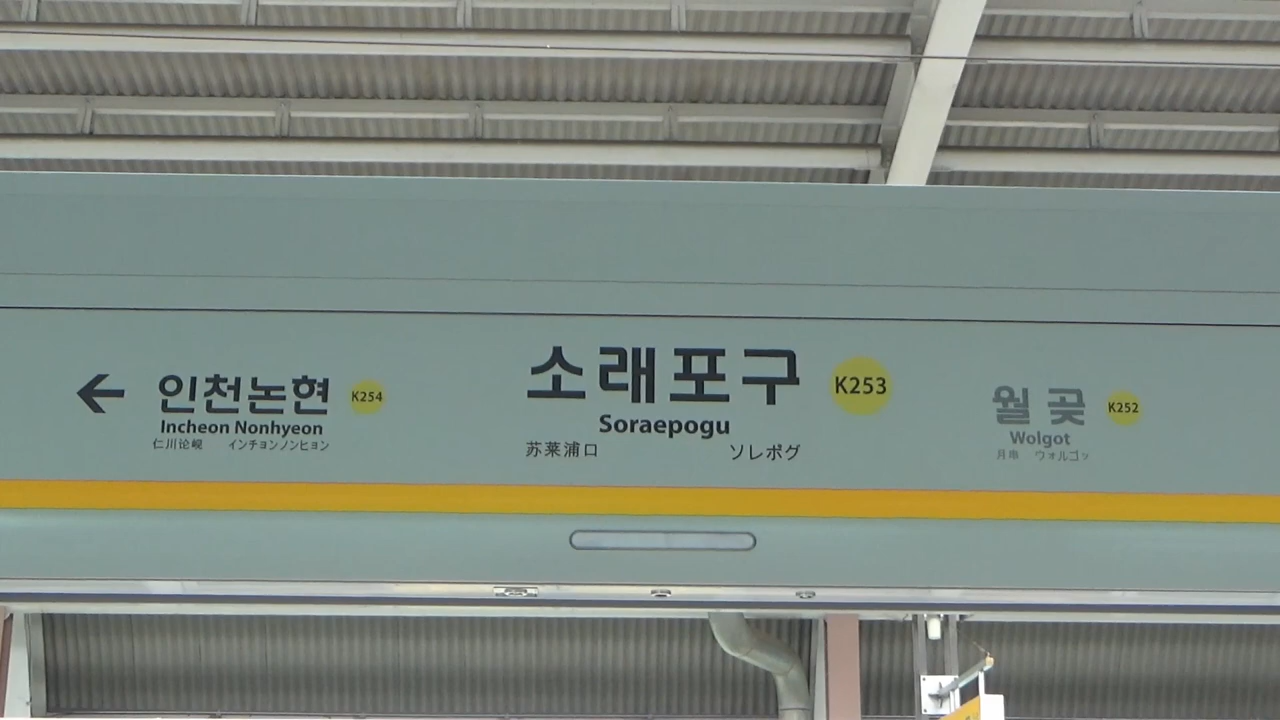 인천논현 K254
Incheon Nonhyeon
仁川论岘 インチョンノンヒョン
소래포구 K253
Soraepogu
苏莱浦口 ソレポグ
월곶 K252
Wolgot
月串 ウォルゴッ